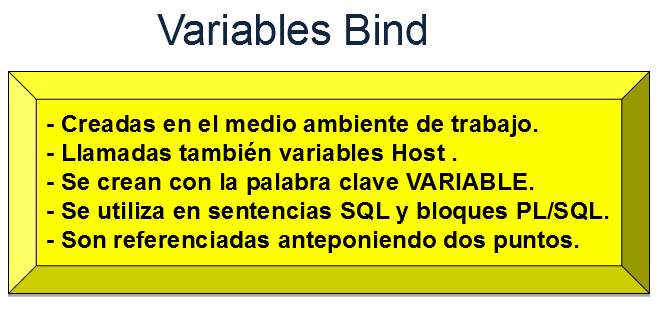 Variables Bind
- Creadas en el medio ambiente de trabajo.
- Llamadas también variables Host .
- Se crean con la palabra clave VARIABLE.
- Se utiliza en sentencias SQL y bloques PL/SQL.
- Son referenciadas anteponiendo dos puntos.